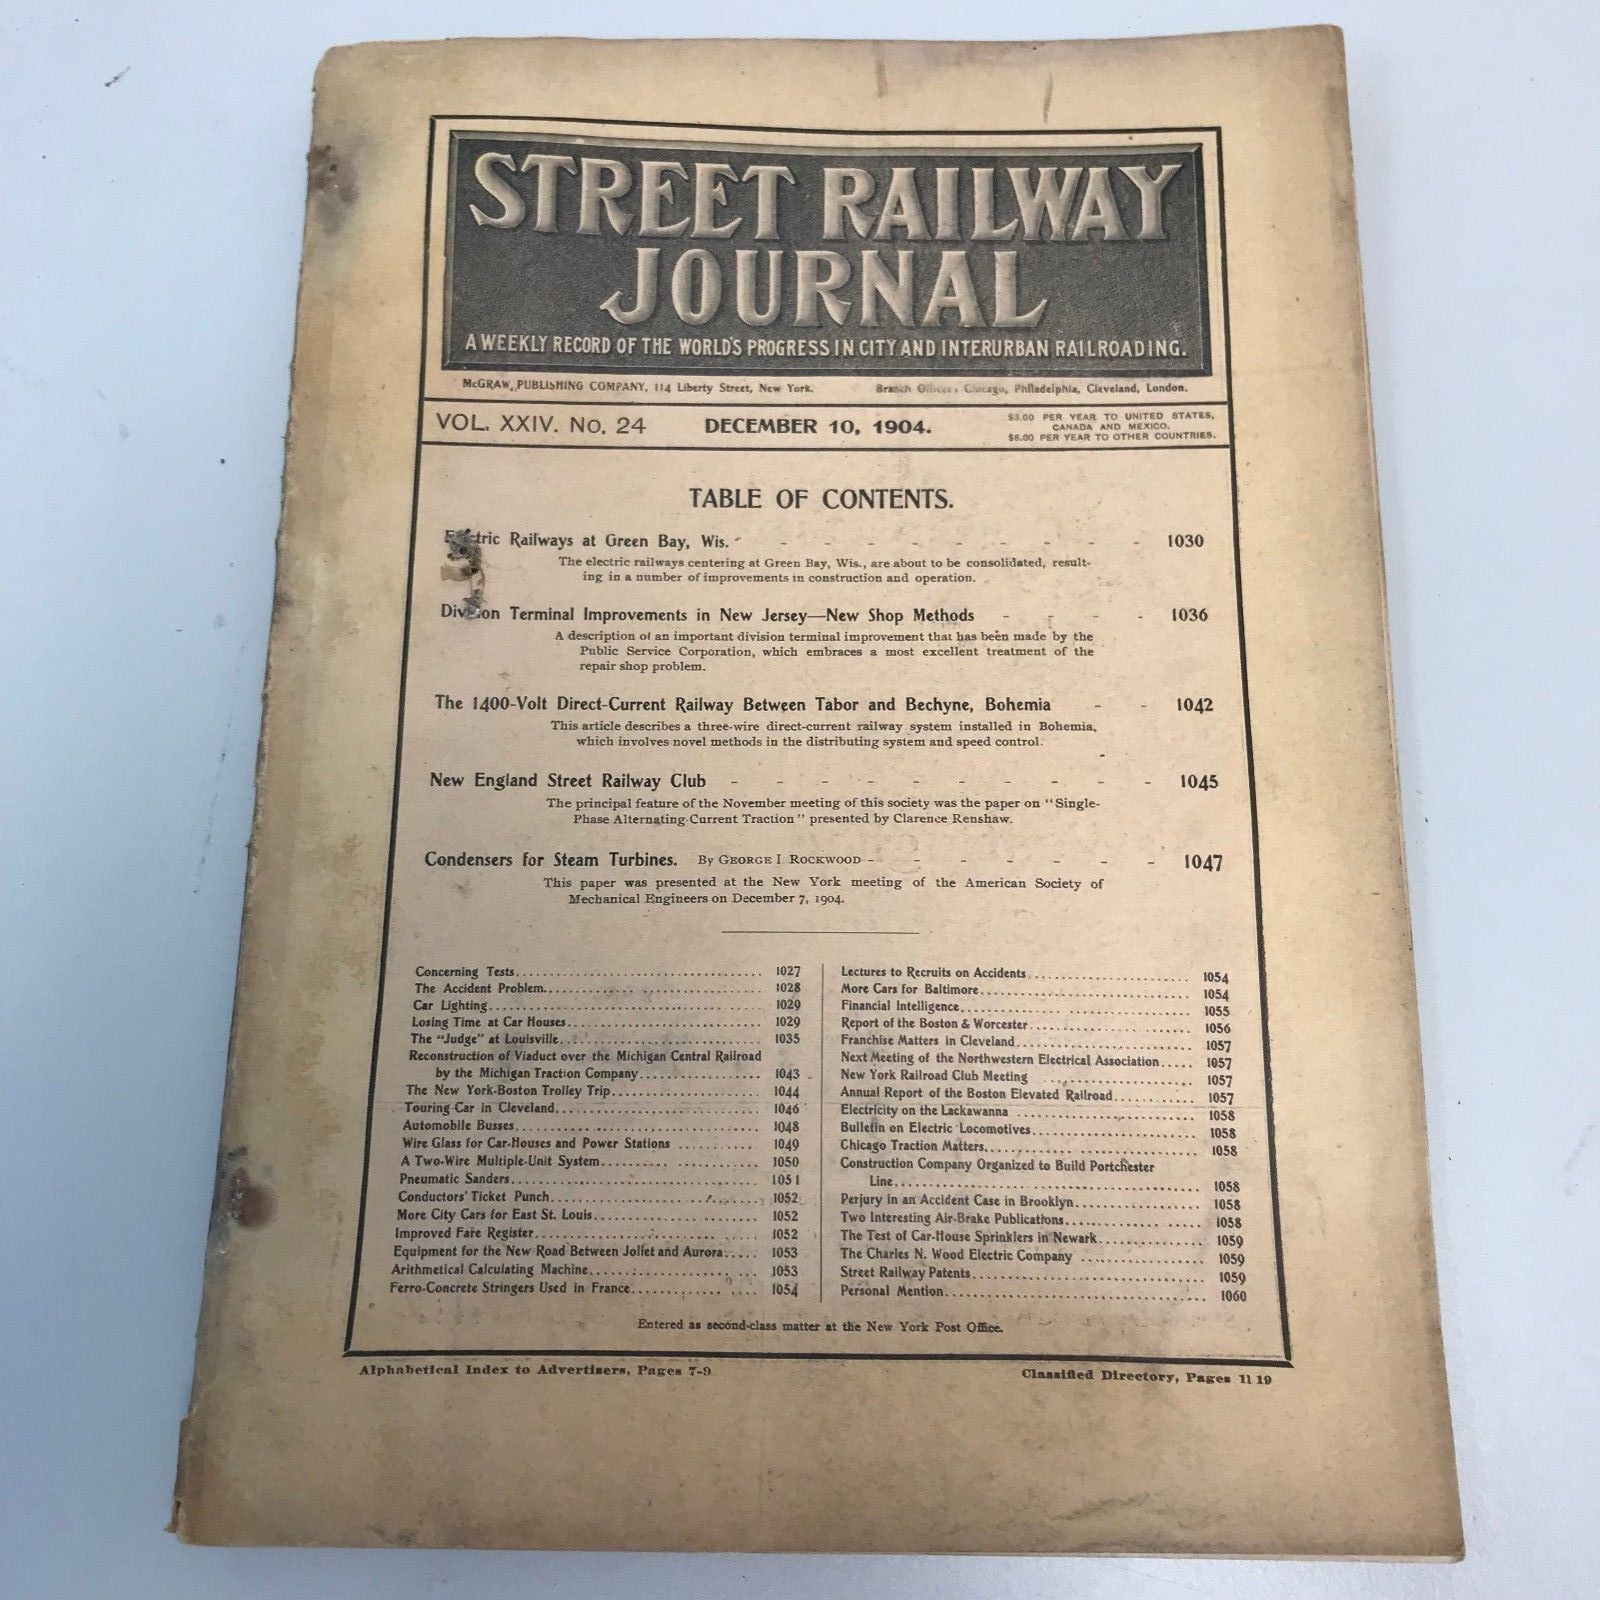 STREET RAILWAY
JOURNAL
A WEEKLY RECORD OF THE WORLD'S PROGRESS IN CITY AND INTERURBAN RAILROADING.
McGRAW PUBLISHING COMPANY, 114 Liberty Street, New York. Branch Offices: Chicago, Philadelphia, Cleveland, London.
VOL. XXIV. No. 24 DECEMBER 10, 1904.
$3.00 PER YEAR TO UNITED STATES,
CANADA AND MEXICO.
$6.00 PER YEAR TO OTHER COUNTRIES.
TABLE OF CONTENTS.
Electric Railways at Green Bay, Wis. - - - - - - - - - - 1030
The electric railways centering at Green Bay, Wis., are about to be consolidated, result-
ing in a number of improvements in construction and operation.
Division Terminal Improvements in New Jersey—New Shop Methods - - - - 1036
A description of an important division terminal improvement that has been made by the
Public Service Corporation, which embraces a most excellent treatment of the
repair shop problem.
The 1400-Volt Direct-Current Railway Between Tabor and Bechyne, Bohemia - - 1042
This article describes a three-wire direct-current railway system installed in Bohemia,
which involves novel methods in the distributing system and speed control.
New England Street Railway Club - - - - - - - - - - 1045
The principal feature of the November meeting of this society was the paper on "Single-
Phase Alternating Current Traction" presented by Clarence Renshaw.
Condensers for Steam Turbines. By GEORGE I. ROCKWOOD - - - - - - - 1047
This paper was presented at the New York meeting of the American Society of
Mechanical Engineers on December 7, 1904.
Concerning Tests 1027
The Accident Problem 1028
Car Lighting 1029
Losing Time at Car Houses 1029
The "Judge" at Louisville 1035
Reconstruction of Viaduct over the Michigan Central Railroad
by the Michigan Traction Company 1043
The New York-Boston Trolley Trip 1044
Touring Car in Cleveland 1046
Automobile Busses 1048
Wire Glass for Car-Houses and Power Stations 1049
A Two-Wire Multiple-Unit System 1050
Pneumatic Sanders 1051
Conductors' Ticket Punch 1052
More City Cars for East St. Louis 1052
Improved Fare Register 1052
Equipment for the New Road Between Joliet and Aurora 1053
Arithmetical Calculating Machine 1053
Ferro-Concrete Stringers Used in France 1054
Lectures to Recruits on Accidents 1054
More Cars for Baltimore 1054
Financial Intelligence 1055
Report of the Boston & Worcester 1056
Franchise Matters in Cleveland 1057
Next Meeting of the Northwestern Electrical Association 1057
New York Railroad Club Meeting 1057
Annual Report of the Boston Elevated Railroad 1057
Electricity on the Lackawanna 1058
Bulletin on Electric Locomotives 1058
Chicago Traction Matters 1058
Construction Company Organized to Build Portchester
Line 1058
Perjury in an Accident Case in Brooklyn 1058
Two Interesting Air-Brake Publications 1058
The Test of Car-House Sprinklers in Newark 1059
The Charles N. Wood Electric Company 1059
Street Railway Patents 1059
Personal Mention 1060
Entered as second-class matter at the New York Post Office.
Alphabetical Index to Advertisers, Pages 7-9 Classified Directory, Pages 11 19